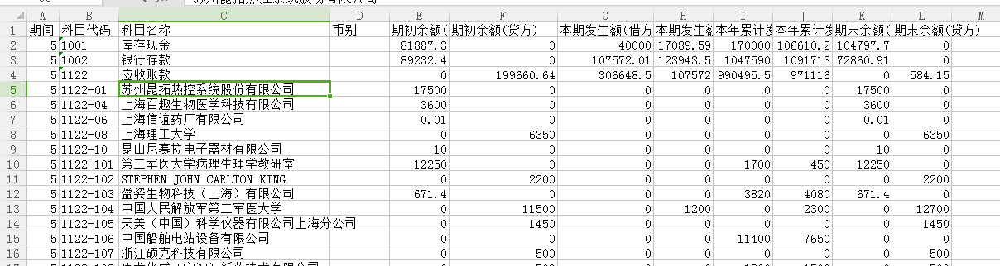 苏州昆拓热控系统股份有限公司
A B C D E F G H I J K L M
1 期间 科目代码 科目名称 币别 期初余额( 期初余额(贷方) 本期发生额(借方 本期发生额 本年累计发 本年累计发 期末余额( 期末余额(贷方)
2 5 1001 库存现金 81887.3 0 40000 17089.59 170000 106610.2 104797.7 0
3 5 1002 银行存款 89232.4 0 107572.01 123943.5 1047590 1091713 72860.91 0
4 5 1122 应收账款 0 199660.64 306648.5 107572 990495.5 971116 0 584.15
5 5 1122-01 苏州昆拓热控系统股份有限公司 17500 0 0 0 0 0 17500 0
6 5 1122-04 上海百趣生物医学科技有限公司 3600 0 0 0 0 0 3600 0
7 5 1122-06 上海信谊药厂有限公司 0.01 0 0 0 0 0 0.01 0
8 5 1122-08 上海理工大学 0 6350 0 0 0 0 0 6350
9 5 1122-10 昆山尼赛拉电子器材有限公司 10 0 0 0 0 0 10 0
10 5 1122-101 第二军医大学病理生理学教研室 12250 0 0 0 1700 450 12250 0
11 5 1122-102 STEPHEN JOHN CARLTON KING 0 2200 0 0 0 0 0 2200
12 5 1122-103 盈姿生物科技（上海）有限公司 671.4 0 0 0 3820 4080 671.4 0
13 5 1122-104 中国人民解放军第二军医大学 0 11500 0 1200 0 2300 0 12700
14 5 1122-105 天美（中国）科学仪器有限公司上海分公司 0 1450 0 0 0 0 0 1450
15 5 1122-106 中国船舶电站设备有限公司 0 0 0 0 11400 7650 0 0
16 5 1122-107 浙江硕克科技有限公司 0 500 0 0 0 0 0 500